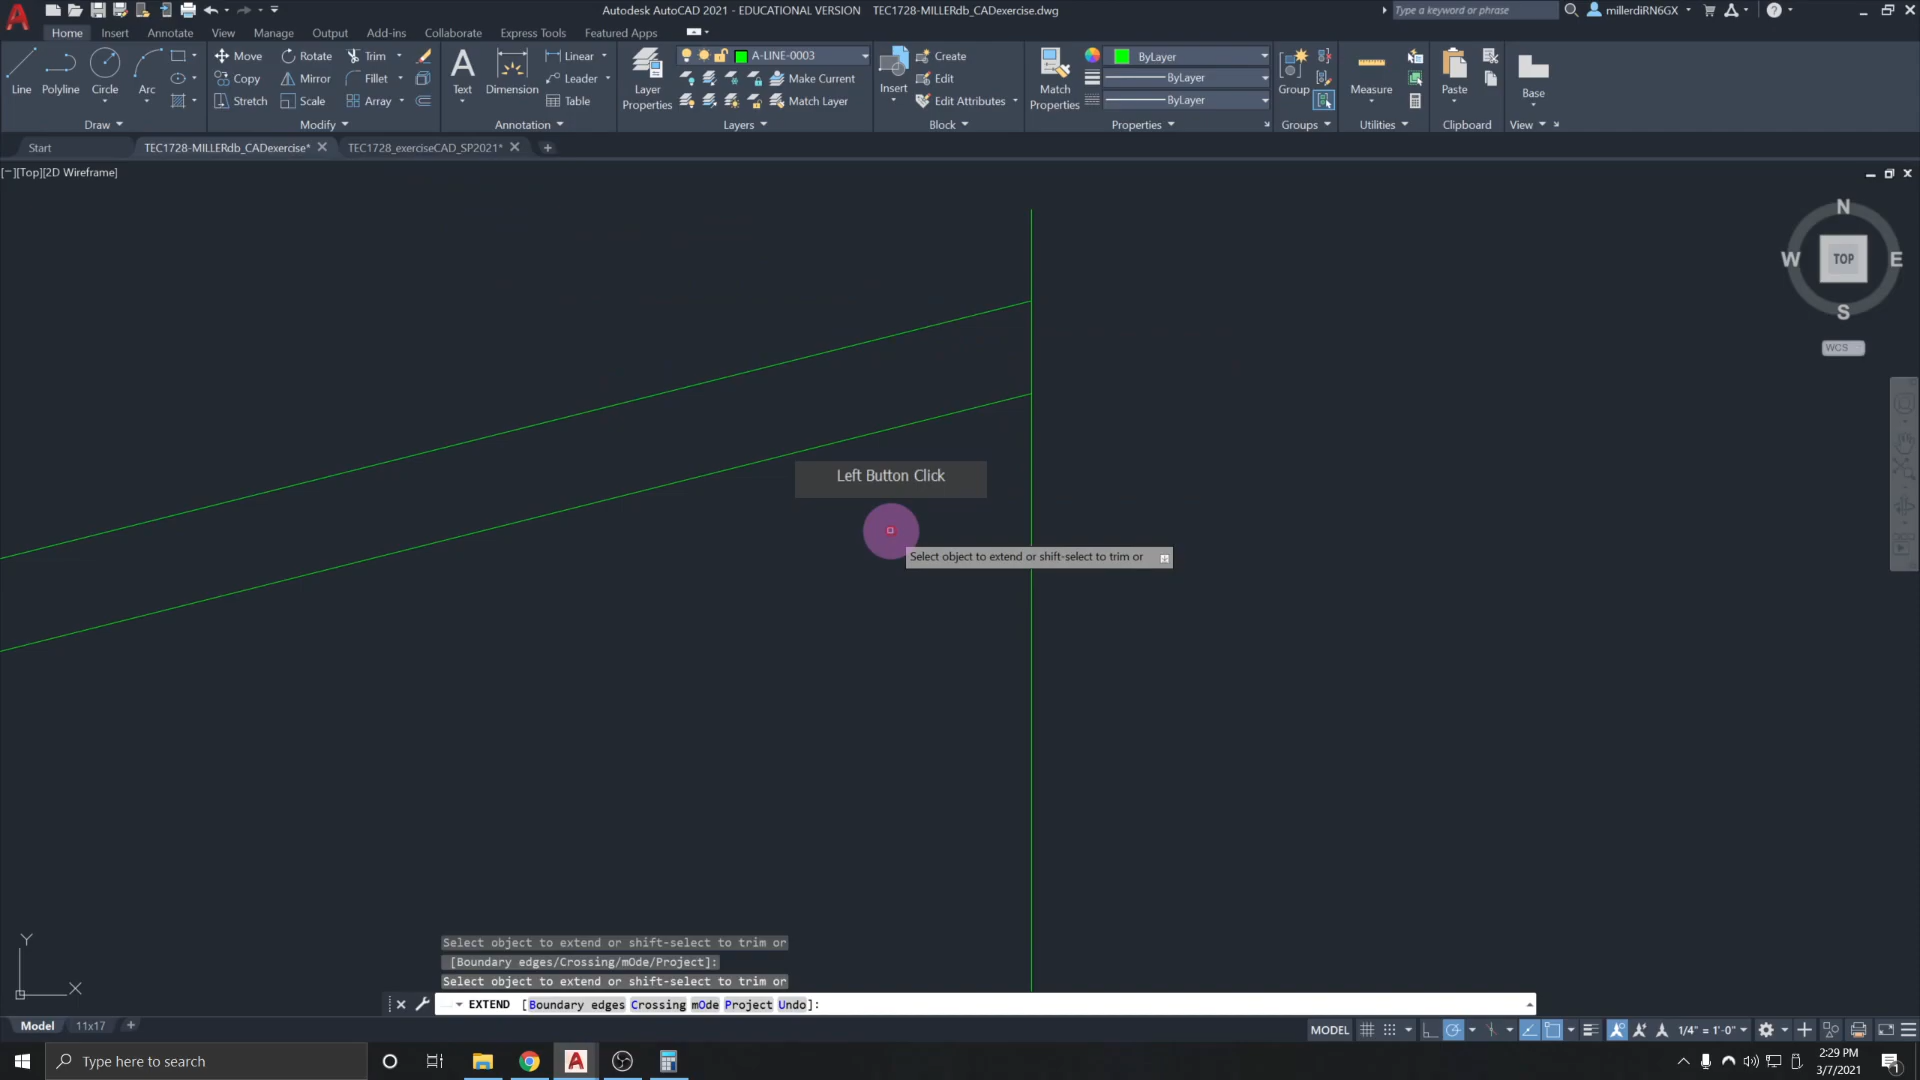 Autodesk AutoCAD 2021 - EDUCATIONAL VERSION TEC1728-MILLERdb_CADexercise.dwg
Type a keyword or phrase
millerdiRN6GX
Home Insert Annotate View Manage Output Add-ins Collaborate Express Tools Featured Apps
Move Rotate Trim Linear A-LINE-0003 Create ByLayer
Copy Mirror Fillet Leader Make Current Edit ByLayer
Line Polyline Circle Arc Text Dimension Layer Properties Insert Match Properties Group Measure Paste Base
Stretch Scale Array Table Match Layer Edit Attributes ByLayer
Draw Modify Annotation Layers Block Properties Groups Utilities Clipboard View
Start TEC1728-MILLERdb_CADexercise* TEC1728_exerciseCAD_SP2021*
[−][Top][2D Wireframe]
N
W TOP E
S
WCS
Left Button Click
Select object to extend or shift-select to trim or
Y
X
Select object to extend or shift-select to trim or
[Boundary edges/Crossing/mOde/Project]:
Select object to extend or shift-select to trim or
EXTEND [Boundary edges Crossing mOde Project Undo]:
Model 11x17
MODEL 1/4" = 1'-0"
Type here to search
2:29 PM
3/7/2021
1